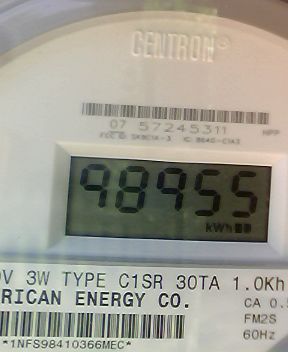 CENTRON®
07 57245311
HPP
98955
kWh
0V 3W TYPE C1SR 30TA 1.0Kh
RICAN ENERGY CO.
CA 0.5
FM2S
60Hz
*1NFS98410366MEC*